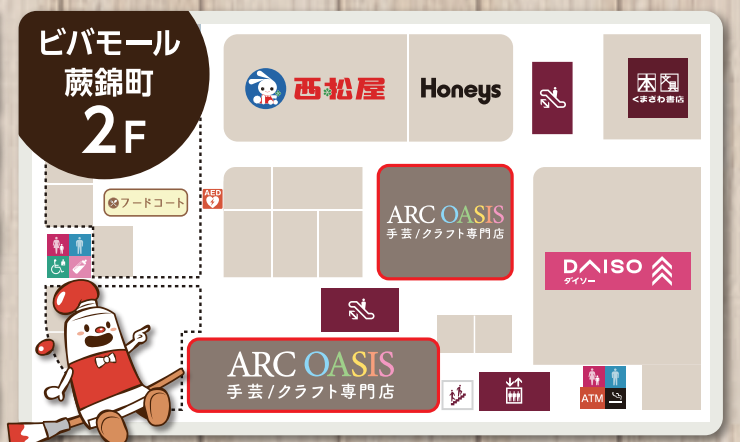 ビバモール
蕨錦町
2F
西松屋
Honeys
本
くまざわ書店
AED
フードコート
ARC OASIS
手芸/クラフト専門店
DAISO
ダイソー
ARC OASIS
手芸/クラフト専門店
ATM